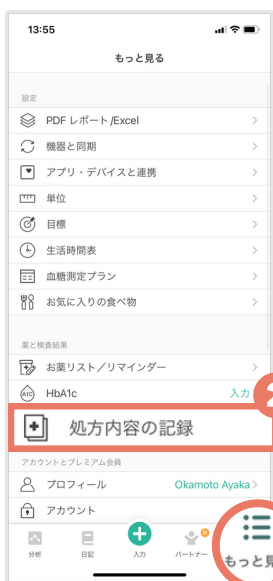 13:55
もっと見る
設定
PDF レポート/Excel
機器と同期
アプリ・デバイスと連携
単位
目標
生活時間表
血糖測定プラン
お気に入りの食べ物
薬と検査結果
お薬リスト／リマインダー
A1C
HbA1c
入力
処方内容の記録
アカウントとプレミアム会員
プロフィール
Okamoto Ayaka
アカウント
分析
日記
入力
パートナー
もっと見